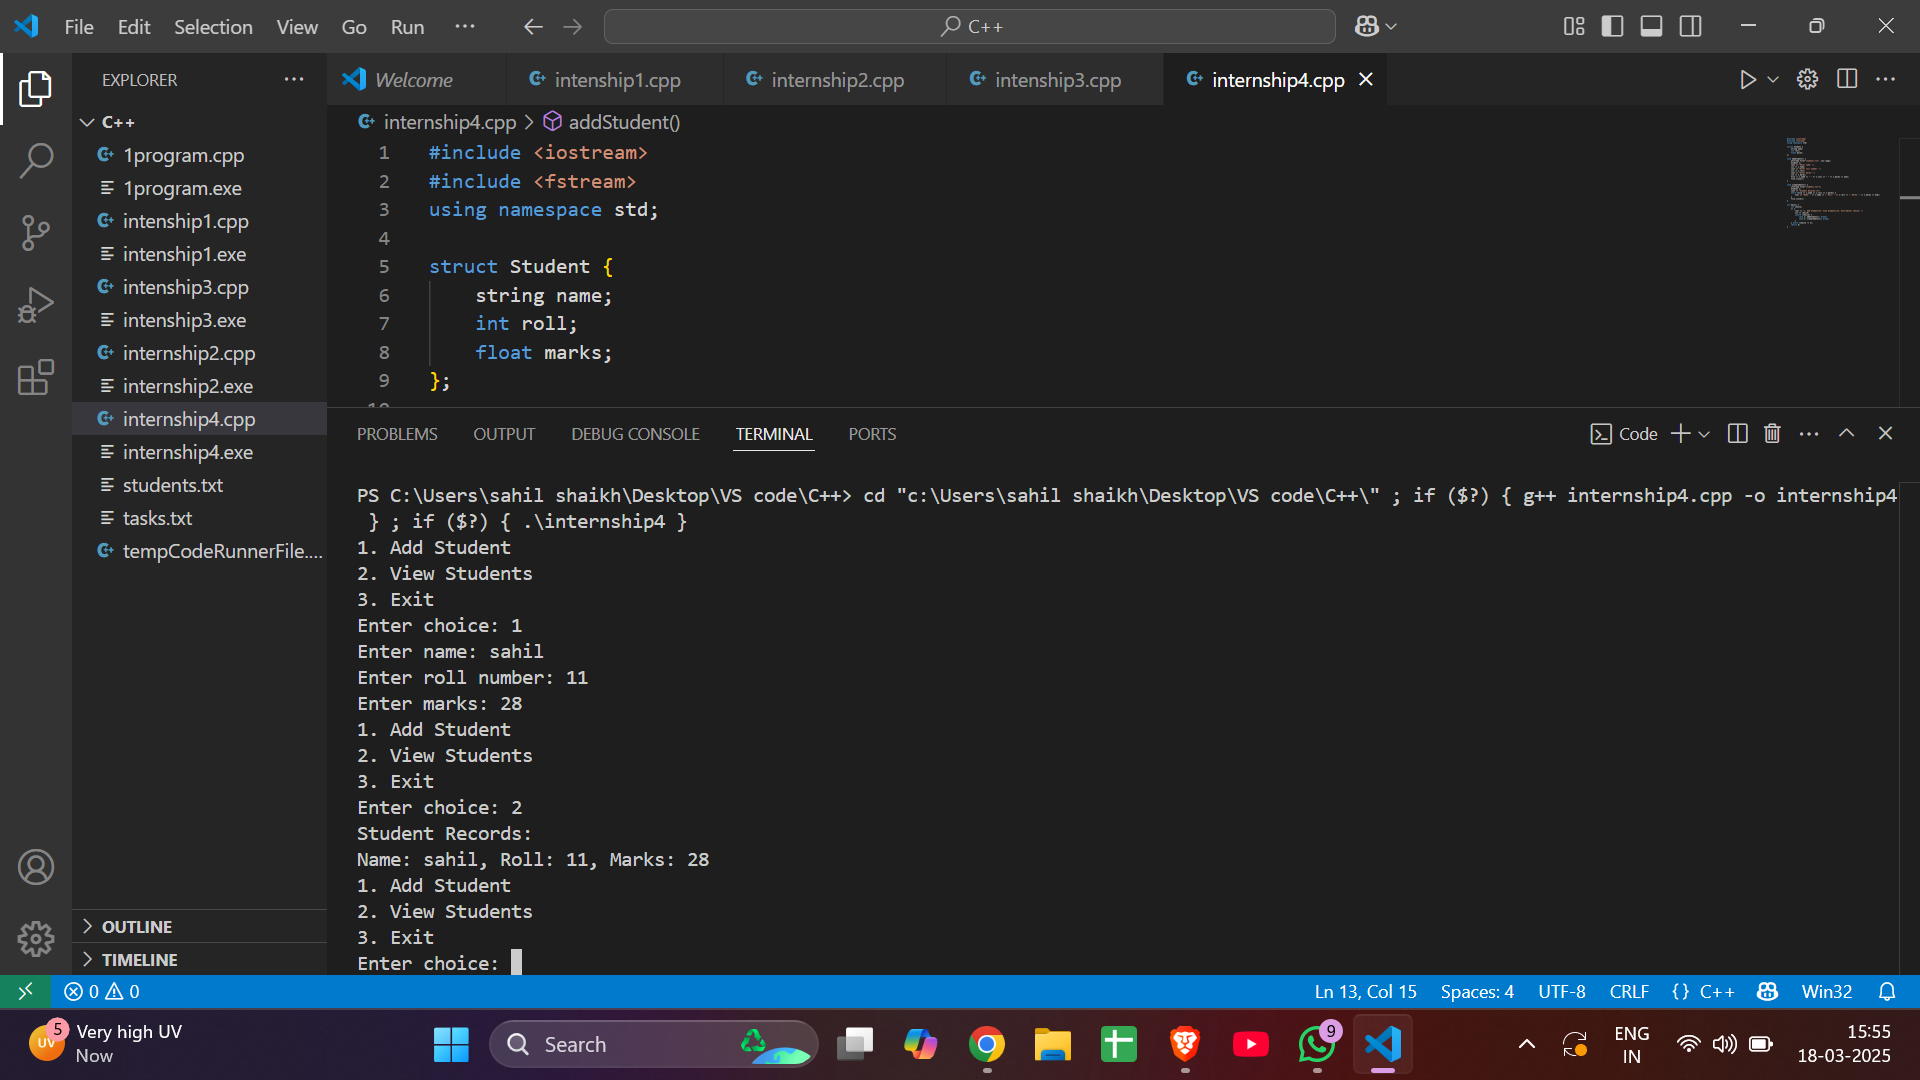 File Edit Selection View Go Run ···
C++
EXPLORER
C++
1program.cpp
1program.exe
intenship1.cpp
intenship1.exe
intenship3.cpp
intenship3.exe
internship2.cpp
internship2.exe
internship4.cpp
internship4.exe
students.txt
tasks.txt
tempCodeRunnerFile....
OUTLINE
TIMELINE
Welcome intenship1.cpp internship2.cpp intenship3.cpp internship4.cpp
internship4.cpp > addStudent()
1 #include <iostream>
2 #include <fstream>
3 using namespace std;
4
5 struct Student {
6 string name;
7 int roll;
8 float marks;
9 };
PROBLEMS OUTPUT DEBUG CONSOLE TERMINAL PORTS Code
PS C:\Users\sahil shaikh\Desktop\VS code\C++> cd "c:\Users\sahil shaikh\Desktop\VS code\C++\" ; if ($?) { g++ internship4.cpp -o internship4
} ; if ($?) { .\internship4 }
1. Add Student
2. View Students
3. Exit
Enter choice: 1
Enter name: sahil
Enter roll number: 11
Enter marks: 28
1. Add Student
2. View Students
3. Exit
Enter choice: 2
Student Records:
Name: sahil, Roll: 11, Marks: 28
1. Add Student
2. View Students
3. Exit
Enter choice:
0 0 Ln 13, Col 15 Spaces: 4 UTF-8 CRLF {} C++ Win32
UV 5 Very high UV
Now
Search
9
ENG
IN
15:55
18-03-2025